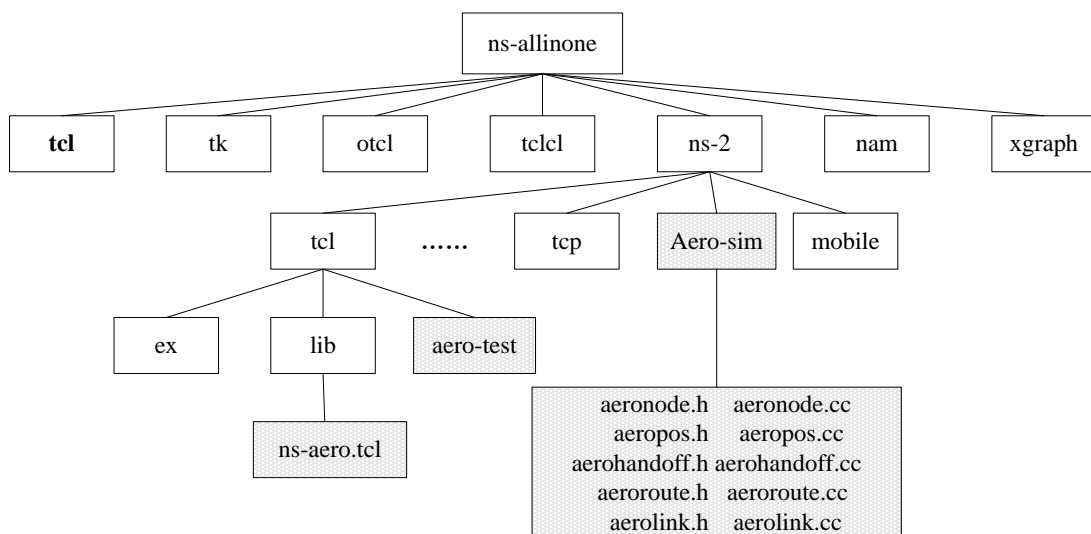 ns-allinone
tcl tk otcl tclcl ns-2 nam xgraph
tcl ...... tcp Aero-sim mobile
ex lib aero-test
ns-aero.tcl
aeronode.h aeronode.cc
aeropos.h aeropos.cc
aerohandoff.h aerohandoff.cc
aeroroute.h aeroroute.cc
aerolink.h aerolink.cc